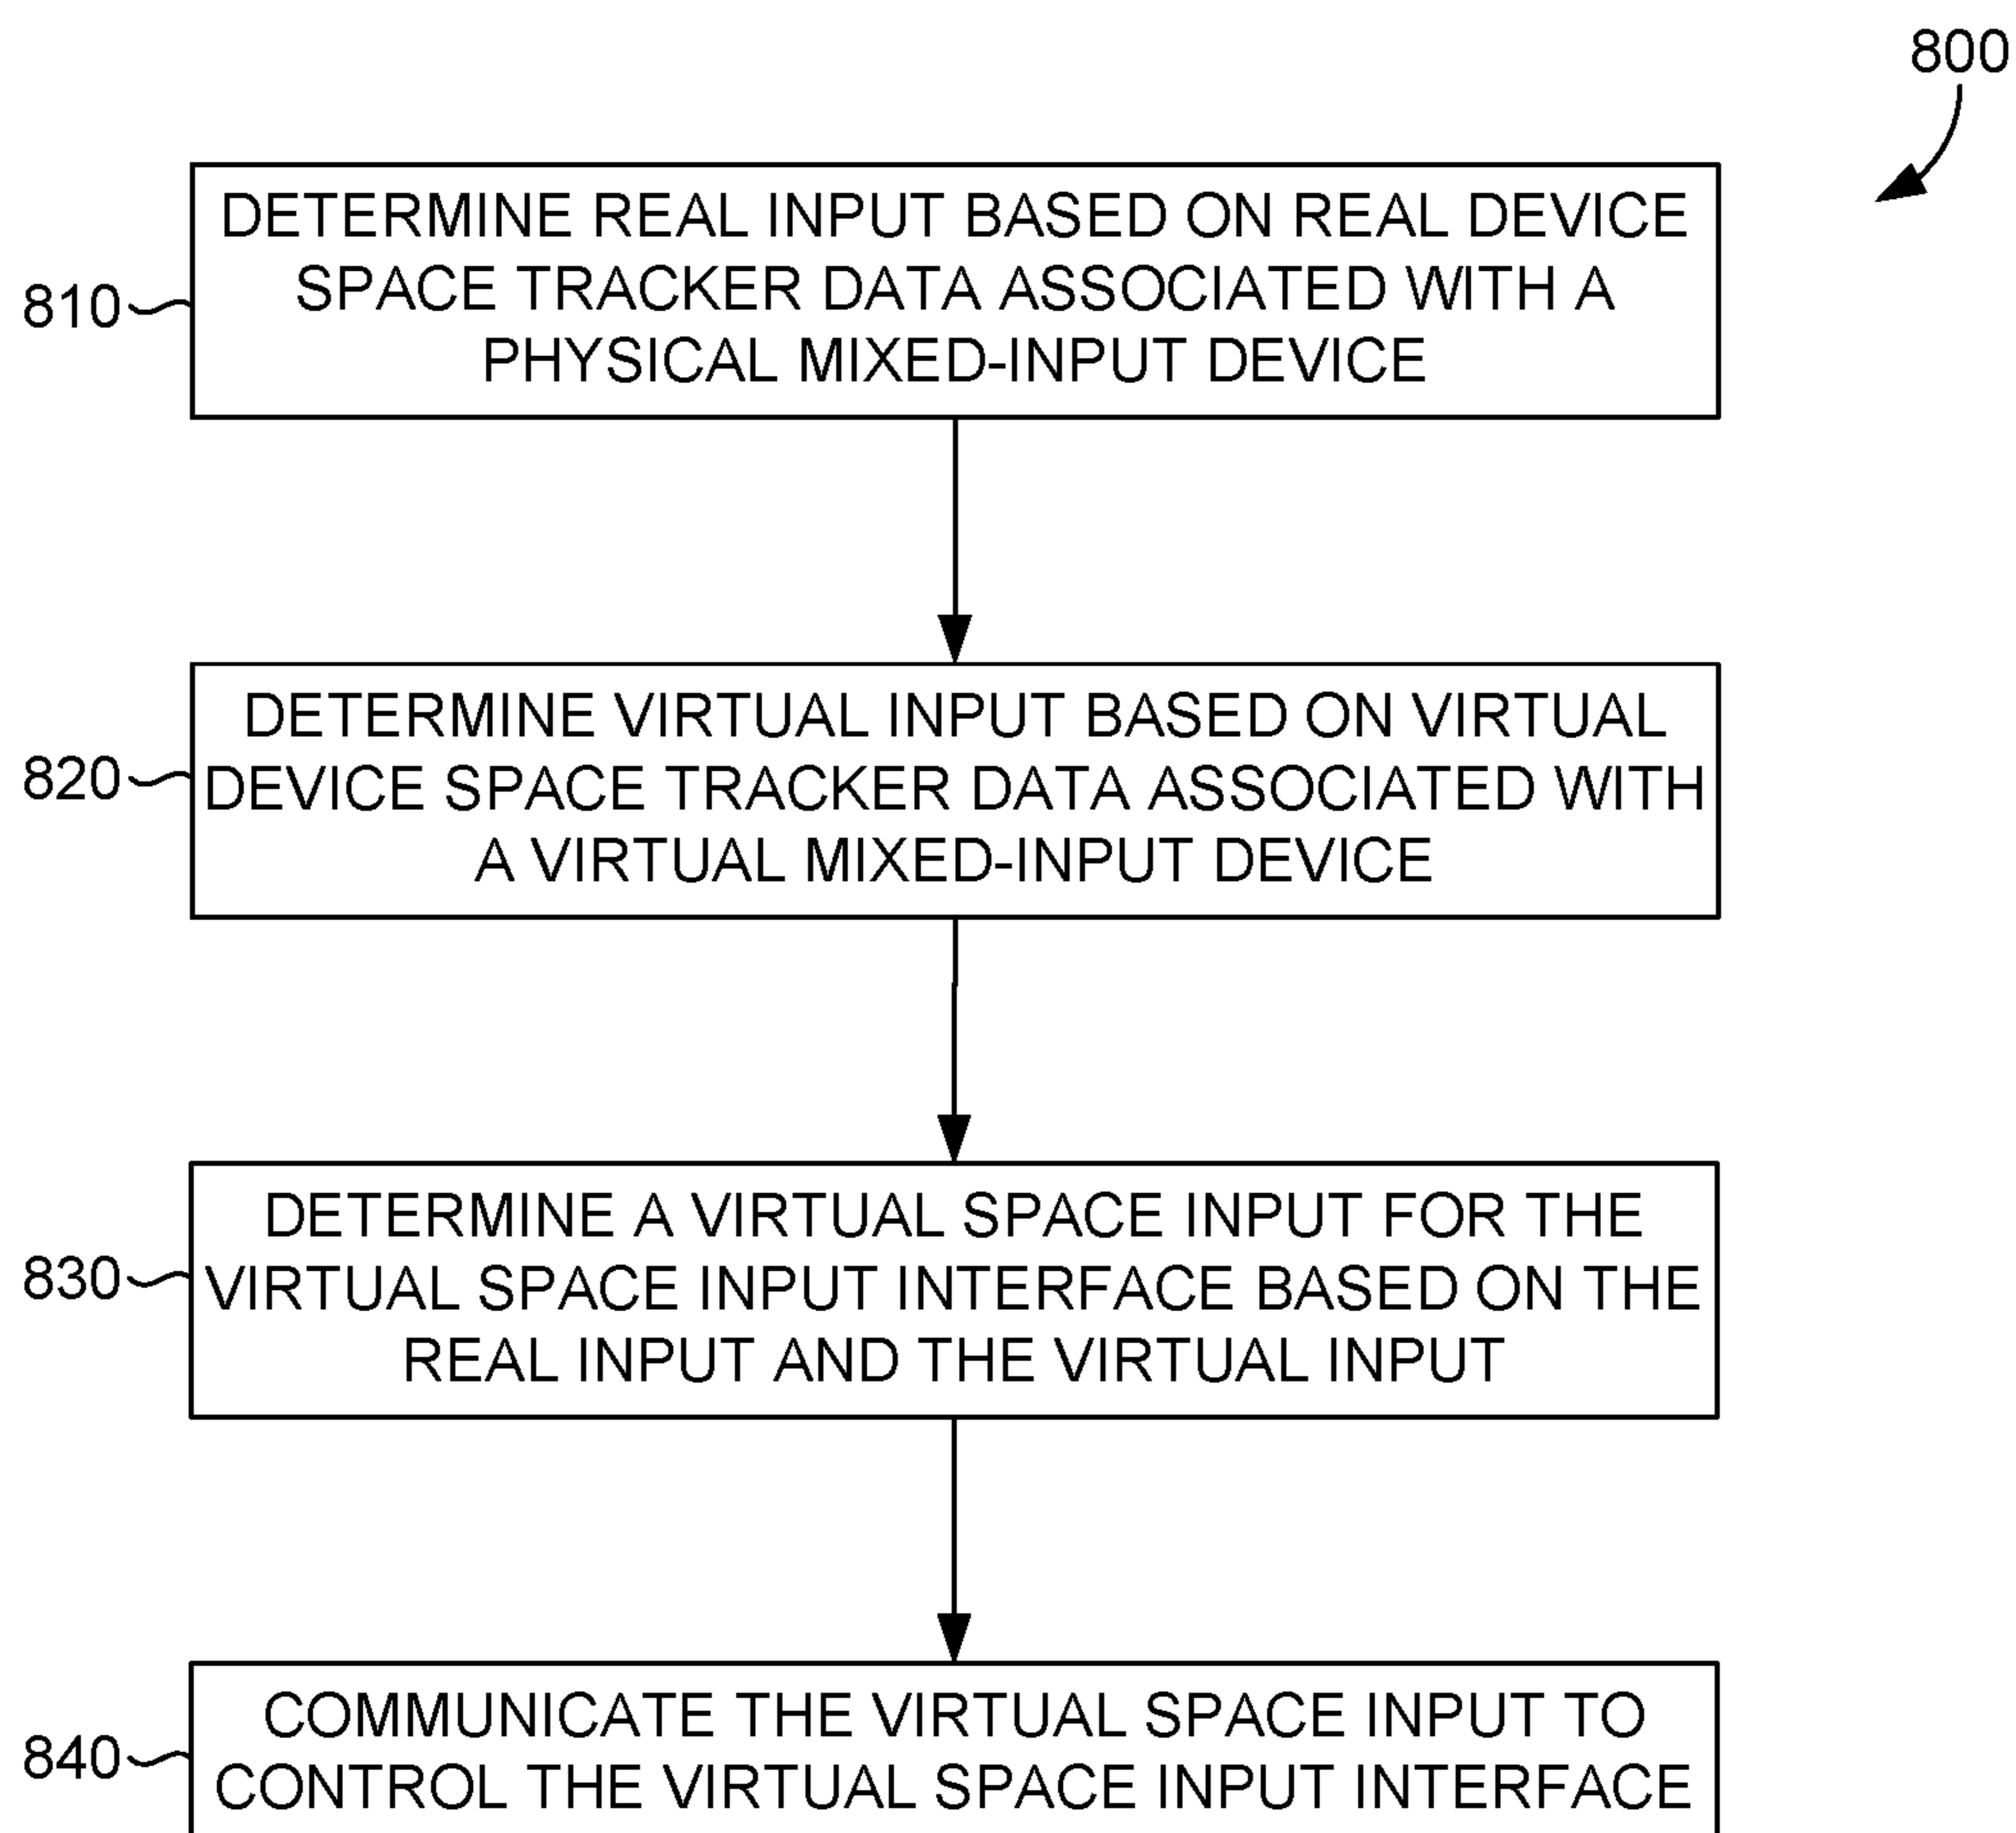 800
DETERMINE REAL INPUT BASED ON REAL DEVICE
SPACE TRACKER DATA ASSOCIATED WITH A
PHYSICAL MIXED-INPUT DEVICE
810
DETERMINE VIRTUAL INPUT BASED ON VIRTUAL
DEVICE SPACE TRACKER DATA ASSOCIATED WITH
A VIRTUAL MIXED-INPUT DEVICE
820
DETERMINE A VIRTUAL SPACE INPUT FOR THE
VIRTUAL SPACE INPUT INTERFACE BASED ON THE
REAL INPUT AND THE VIRTUAL INPUT
830
COMMUNICATE THE VIRTUAL SPACE INPUT TO
CONTROL THE VIRTUAL SPACE INPUT INTERFACE
840